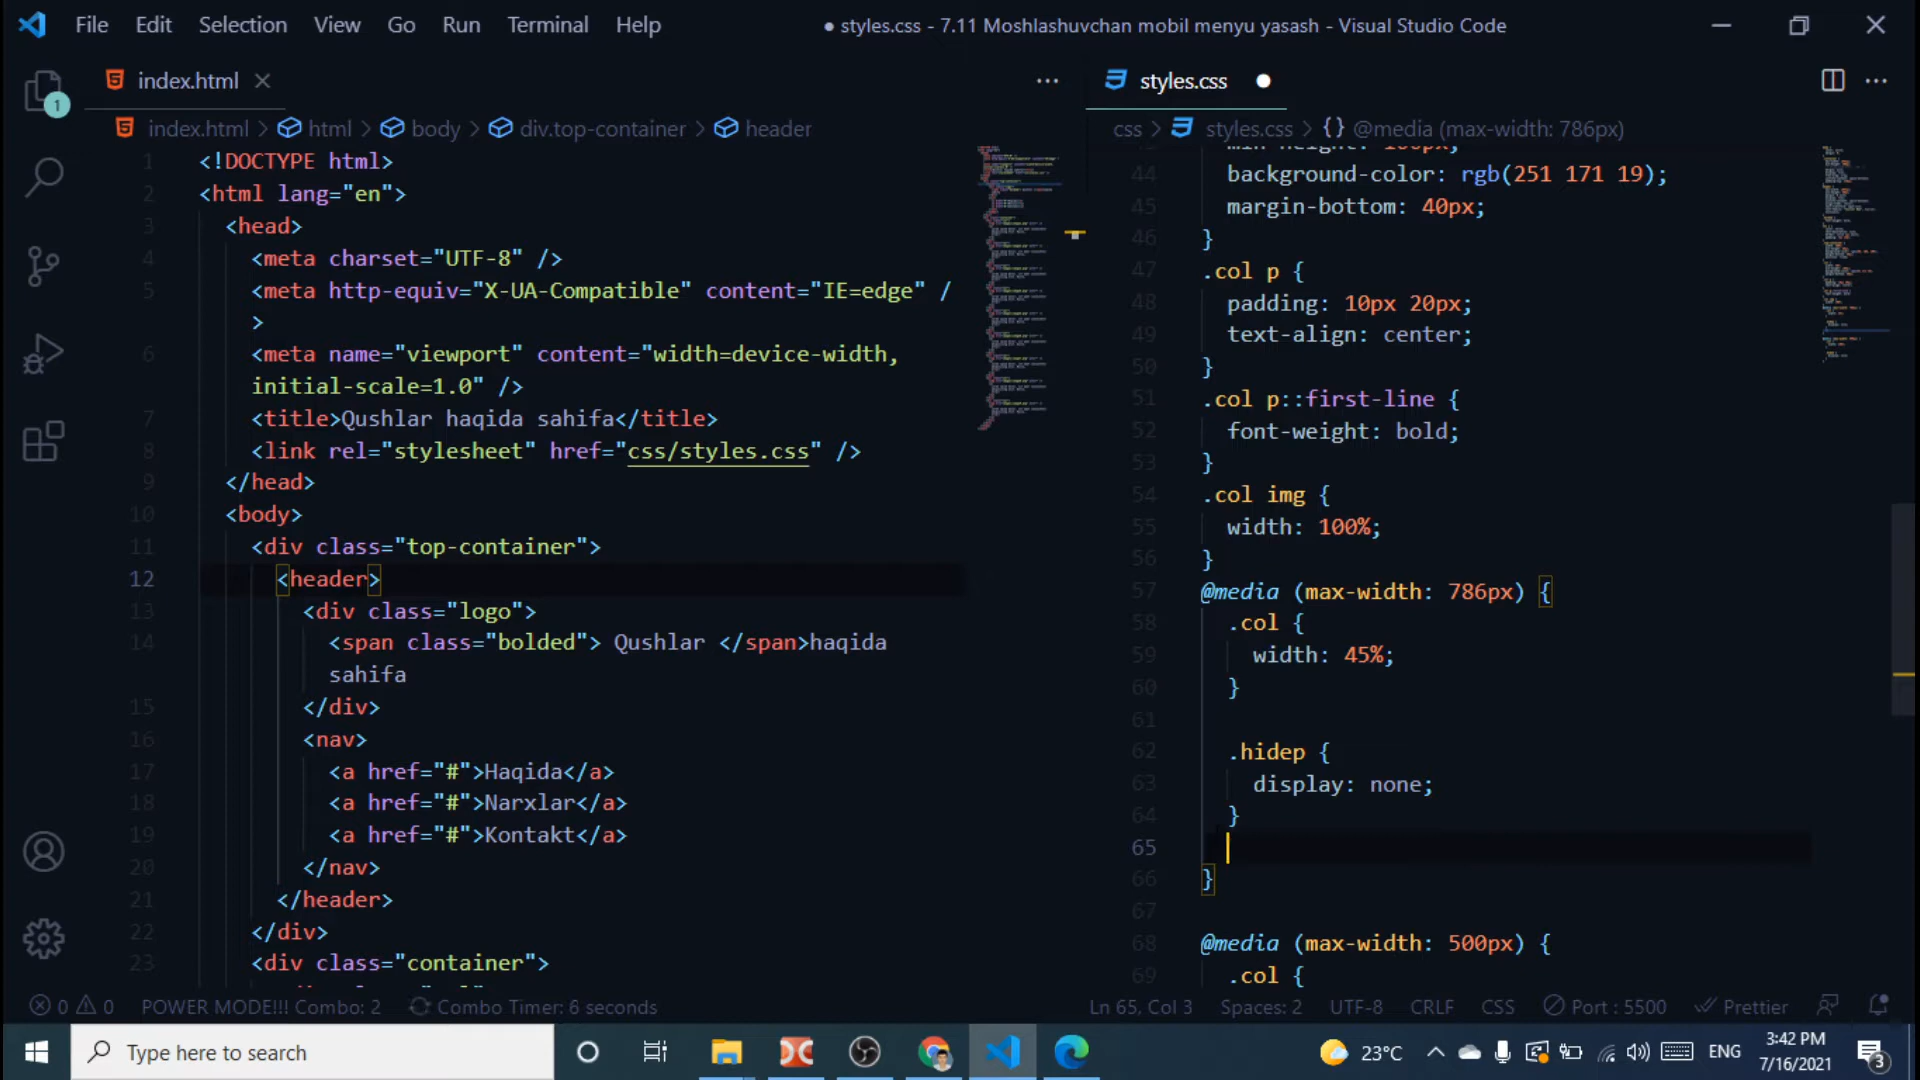 File Edit Selection View Go Run Terminal Help
● styles.css - 7.11 Moshlashuvchan mobil menyu yasash - Visual Studio Code
index.html
index.html > html > body > div.top-container > header
1 <!DOCTYPE html>
2 <html lang="en">
3 <head>
4 <meta charset="UTF-8" />
5 <meta http-equiv="X-UA-Compatible" content="IE=edge" /
>
6 <meta name="viewport" content="width=device-width,
initial-scale=1.0" />
7 <title>Qushlar haqida sahifa</title>
8 <link rel="stylesheet" href="css/styles.css" />
9 </head>
10 <body>
11 <div class="top-container">
12 <header>
13 <div class="logo">
14 <span class="bolded"> Qushlar </span>haqida
sahifa
15 </div>
16 <nav>
17 <a href="#">Haqida</a>
18 <a href="#">Narxlar</a>
19 <a href="#">Kontakt</a>
20 </nav>
21 </header>
22 </div>
23 <div class="container">
styles.css ●
css > styles.css > {} @media (max-width: 786px)
44 background-color: rgb(251 171 19);
45 margin-bottom: 40px;
46 }
47 .col p {
48 padding: 10px 20px;
49 text-align: center;
50 }
51 .col p::first-line {
52 font-weight: bold;
53 }
54 .col img {
55 width: 100%;
56 }
57 @media (max-width: 786px) {
58 .col {
59 width: 45%;
60 }
61
62 .hidep {
63 display: none;
64 }
65
66 }
67
68 @media (max-width: 500px) {
69 .col {
1
0 0 POWER MODE!!! Combo: 2 Combo Timer: 6 seconds
Ln 65, Col 3 Spaces: 2 UTF-8 CRLF CSS Port : 5500 Prettier
Type here to search
23°C ENG
3:42 PM
7/16/2021
3